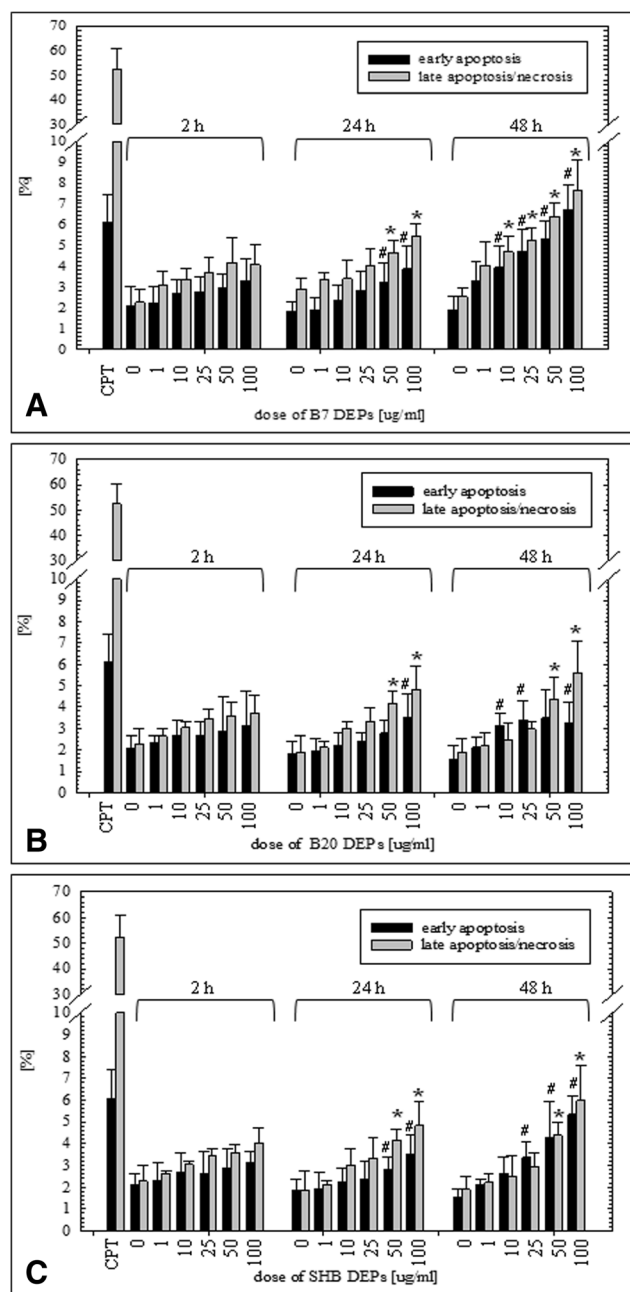 70
60
50
40
30
10
9
8
7
6
5
4
3
2
1
0
[%]
early apoptosis
late apoptosis/necrosis
2 h
24 h
48 h
# * # * # * # * # * # *
CPT 0 1 10 25 50 100 0 1 10 25 50 100 0 1 10 25 50 100
A
dose of B7 DEPs [ug/ml]
70
60
50
40
30
10
9
8
7
6
5
4
3
2
1
0
[%]
early apoptosis
late apoptosis/necrosis
2 h
24 h
48 h
* # * # # * # *
CPT 0 1 10 25 50 100 0 1 10 25 50 100 0 1 10 25 50 100
B
dose of B20 DEPs [ug/ml]
70
60
50
40
30
10
9
8
7
6
5
4
3
2
1
0
[%]
early apoptosis
late apoptosis/necrosis
2 h
24 h
48 h
# * # * # # * # *
CPT 0 1 10 25 50 100 0 1 10 25 50 100 0 1 10 25 50 100
C
dose of SHB DEPs [ug/ml]